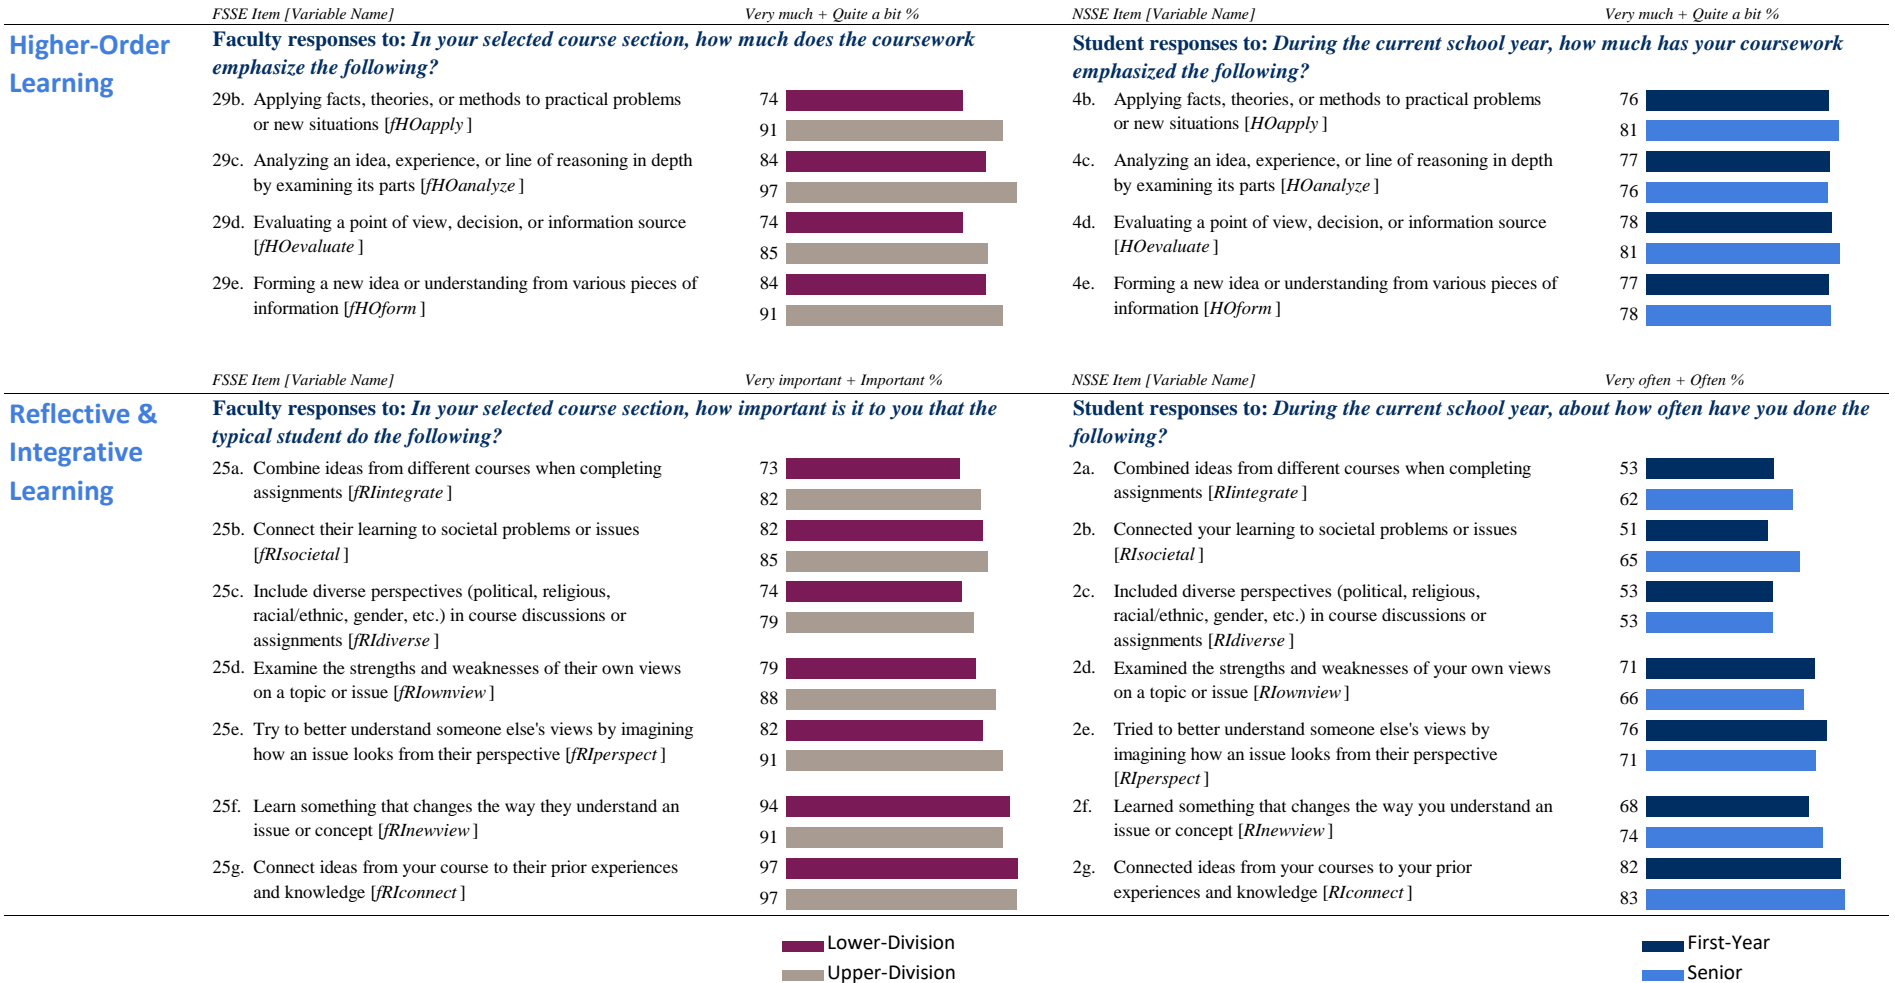 FSSE Item [Variable Name]
Very much + Quite a bit %
NSSE Item [Variable Name]
Very much + Quite a bit %
Higher-Order
Learning
Faculty responses to: In your selected course section, how much does the coursework
emphasize the following?
Student responses to: During the current school year, how much has your coursework
emphasized the following?
29b. Applying facts, theories, or methods to practical problems
or new situations [fHOapply ]
74
91
4b. Applying facts, theories, or methods to practical problems
or new situations [HOapply ]
76
81
29c. Analyzing an idea, experience, or line of reasoning in depth
by examining its parts [fHOanalyze ]
84
97
4c. Analyzing an idea, experience, or line of reasoning in depth
by examining its parts [HOanalyze ]
77
76
29d. Evaluating a point of view, decision, or information source
[fHOevaluate ]
74
85
4d. Evaluating a point of view, decision, or information source
[HOevaluate ]
78
81
29e. Forming a new idea or understanding from various pieces of
information [fHOform ]
84
91
4e. Forming a new idea or understanding from various pieces of
information [HOform ]
77
78
FSSE Item [Variable Name]
Very important + Important %
NSSE Item [Variable Name]
Very often + Often %
Reflective &
Integrative
Learning
Faculty responses to: In your selected course section, how important is it to you that the
typical student do the following?
Student responses to: During the current school year, about how often have you done the
following?
25a. Combine ideas from different courses when completing
assignments [fRIintegrate ]
73
82
2a. Combined ideas from different courses when completing
assignments [RIintegrate ]
53
62
25b. Connect their learning to societal problems or issues
[fRIsocietal ]
82
85
2b. Connected your learning to societal problems or issues
[RIsocietal ]
51
65
25c. Include diverse perspectives (political, religious,
racial/ethnic, gender, etc.) in course discussions or
assignments [fRIdiverse ]
74
79
2c. Included diverse perspectives (political, religious,
racial/ethnic, gender, etc.) in course discussions or
assignments [RIdiverse ]
53
53
25d. Examine the strengths and weaknesses of their own views
on a topic or issue [fRIownview ]
79
88
2d. Examined the strengths and weaknesses of your own views
on a topic or issue [RIownview ]
71
66
25e. Try to better understand someone else's views by imagining
how an issue looks from their perspective [fRIperspect ]
82
91
2e. Tried to better understand someone else's views by
imagining how an issue looks from their perspective
[RIperspect ]
76
71
25f. Learn something that changes the way they understand an
issue or concept [fRInewview ]
94
91
2f. Learned something that changes the way you understand an
issue or concept [RInewview ]
68
74
25g. Connect ideas from your course to their prior experiences
and knowledge [fRIconnect ]
97
97
2g. Connected ideas from your courses to your prior
experiences and knowledge [RIconnect ]
82
83
Lower-Division
Upper-Division
First-Year
Senior